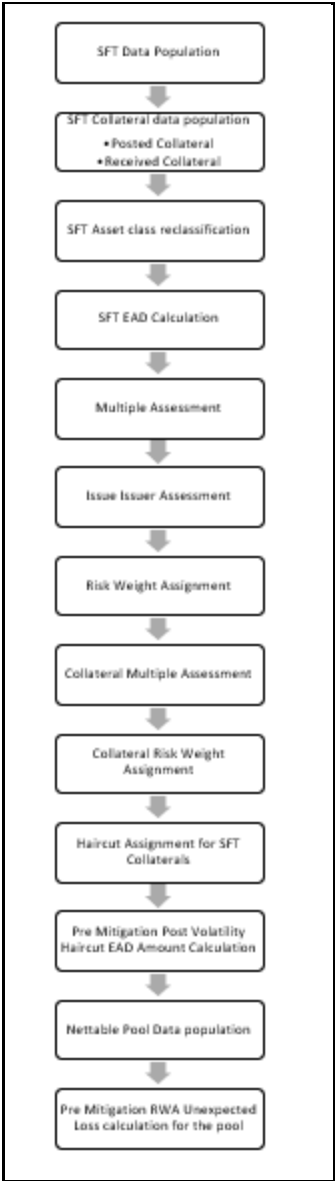 SFT Data Population
SFT Collateral data population
•Posted Collateral
•Received Collateral
SFT Asset class reclassification
SFT EAD Calculation
Multiple Assessment
Issue Issuer Assessment
Risk Weight Assignment
Collateral Multiple Assessment
Collateral Risk Weight
Assignment
Haircut Assignment for SFT
Collaterals
Pre Mitigation Post Volatility
Haircut EAD Amount Calculation
Nettable Pool Data population
Pre Mitigation RWA Unexpected
Loss calculation for the pool